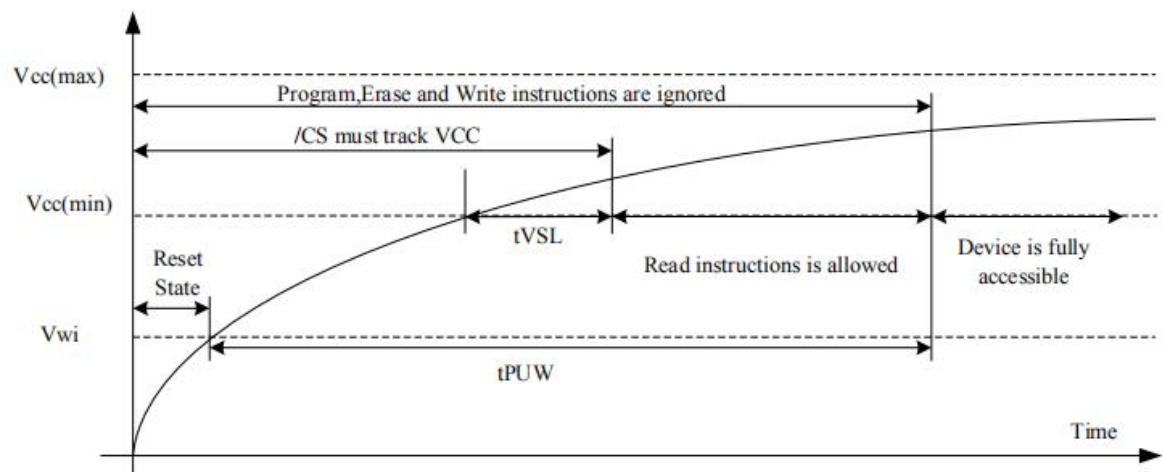 Vcc(max)
Program,Erase and Write instructions are ignored
/CS must track VCC
Vcc(min)
tVSL
Reset
State
Read instructions is allowed
Device is fully
accessible
Vwi
tPUW
Time